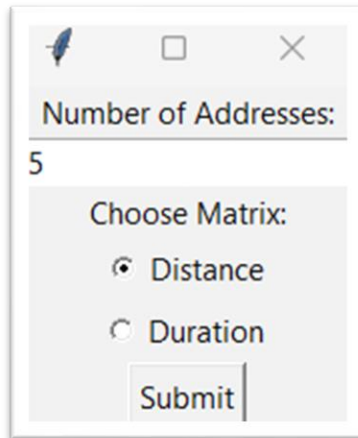 Number of Addresses:
5
Choose Matrix:
Distance
Duration
Submit